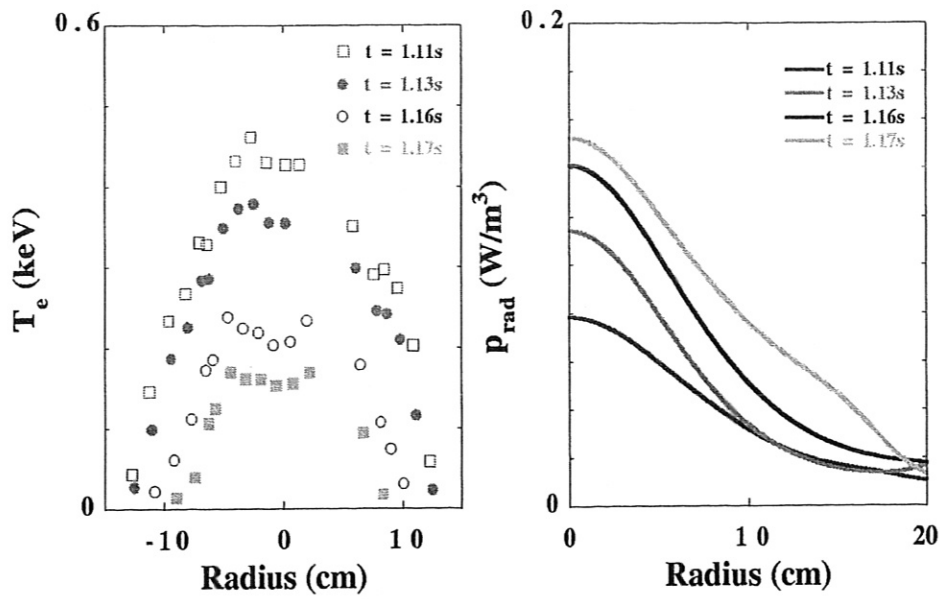 0.6
t = 1.11s
t = 1.13s
t = 1.16s
t = 1.17s
T_e (keV)
0
-10
0
10
Radius (cm)
0.2
t = 1.11s
t = 1.13s
t = 1.16s
t = 1.17s
p_rad (W/m³)
0
0
10
20
Radius (cm)